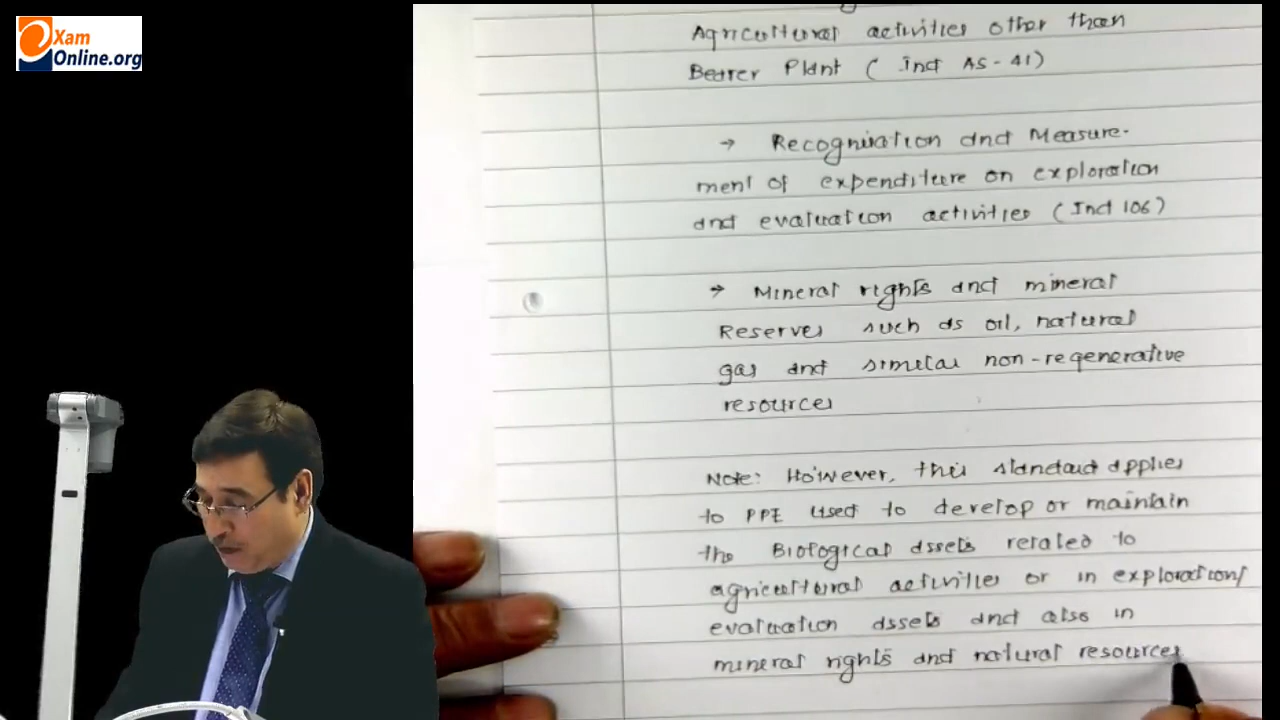 Xam
Online.org
Agricultural activities other than
Bearer Plant ( Ind AS-41)
→ Recognisation and Measure-
ment of expenditure on exploration
and evaluation activities (Ind 106)
→ Mineral rights and mineral
Reserves such as oil, natural
gas and similar non-regenerative
resources
Note: However, this standard applies
to PPE used to develop or maintain
the Biological assets related to
agricultural activities or in exploration/
evaluation assets and also in
mineral rights and natural resources